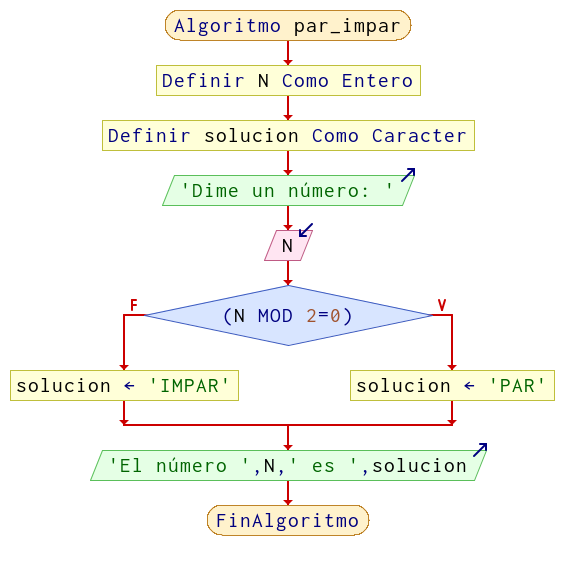 Algoritmo par_impar
Definir N Como Entero
Definir solucion Como Caracter
'Dime un número: '
N
F
(N MOD 2=0)
V
solucion ← 'IMPAR'
solucion ← 'PAR'
'El número ',N,' es ',solucion
FinAlgoritmo